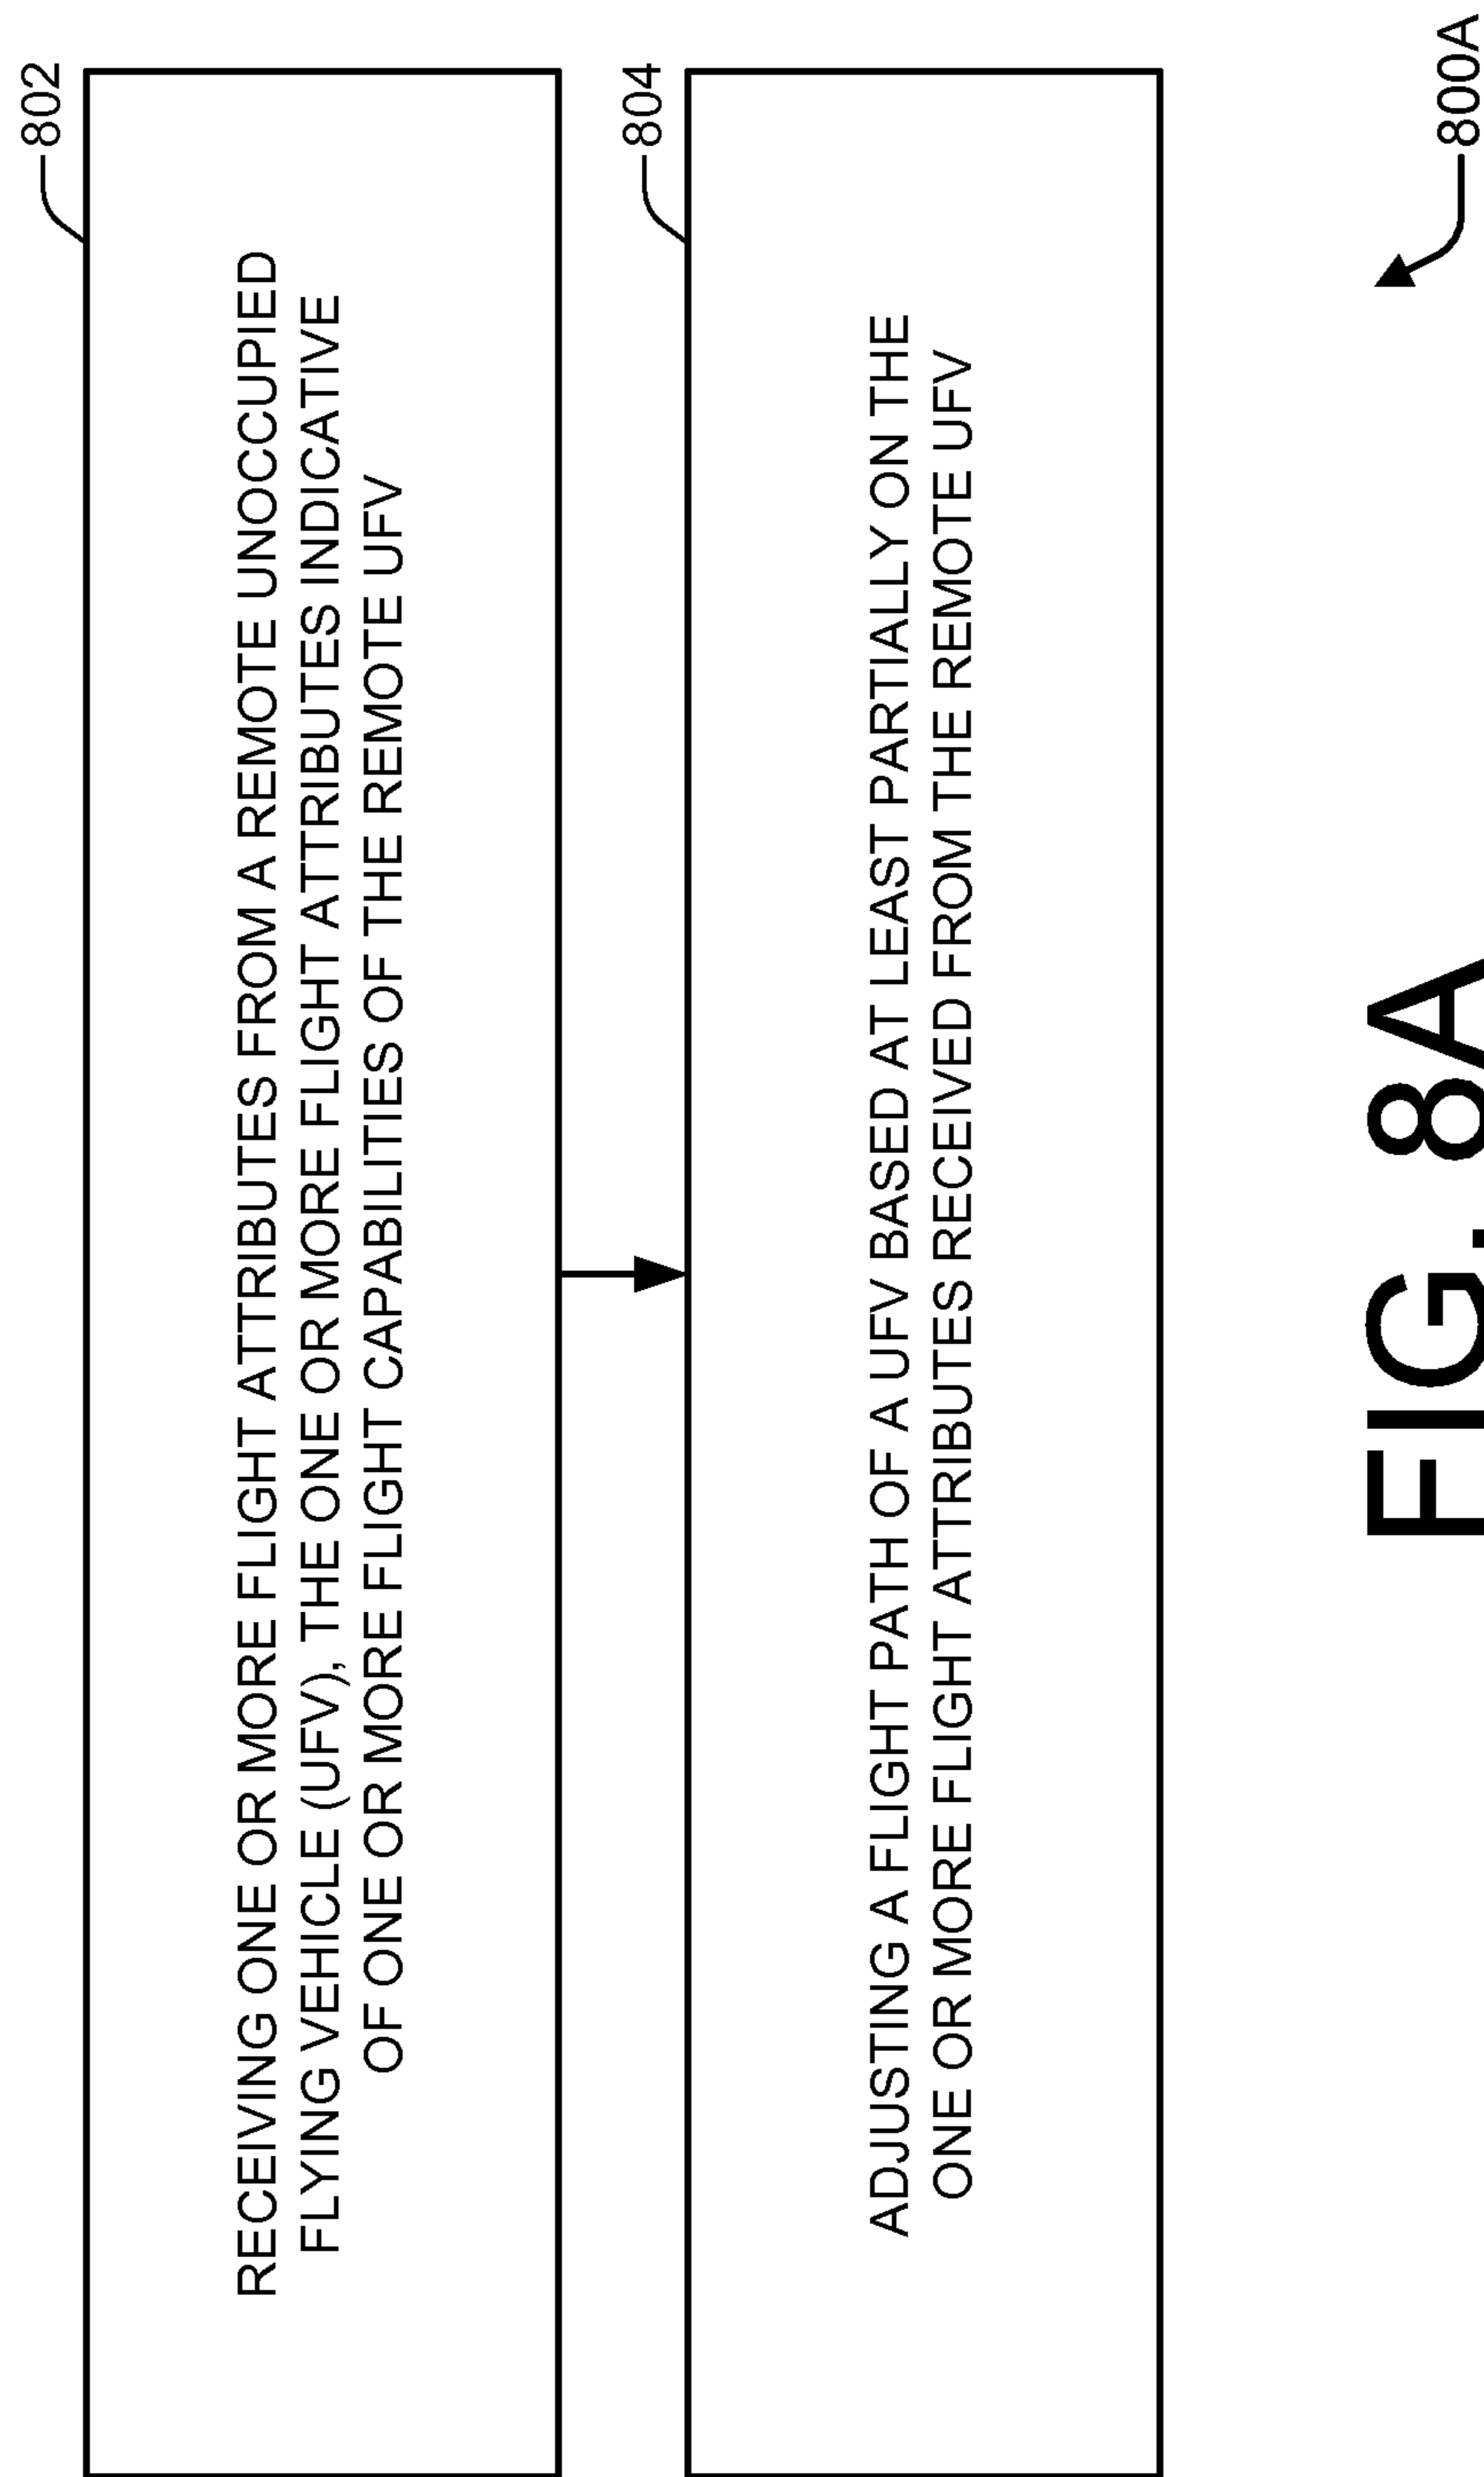 802
RECEIVING ONE OR MORE FLIGHT ATTRIBUTES FROM A REMOTE UNOCCUPIED
FLYING VEHICLE (UFV), THE ONE OR MORE FLIGHT ATTRIBUTES INDICATIVE
OF ONE OR MORE FLIGHT CAPABILITIES OF THE REMOTE UFV
804
ADJUSTING A FLIGHT PATH OF A UFV BASED AT LEAST PARTIALLY ON THE
ONE OR MORE FLIGHT ATTRIBUTES RECEIVED FROM THE REMOTE UFV
800A
FIG. 8A